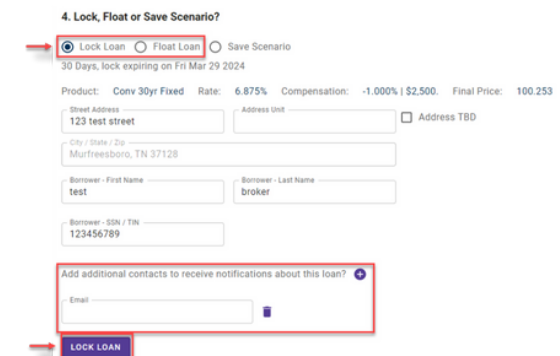 4. Lock, Float or Save Scenario?
Lock Loan Float Loan Save Scenario
30 Days, lock expiring on Fri Mar 29 2024
Product: Conv 30yr Fixed Rate: 6.875% Compensation: -1.000% | $2,500. Final Price: 100.253
Street Address Address Unit
123 test street Address TBD
City / State / Zip
Murfreesboro, TN 37128
Borrower - First Name Borrower - Last Name
test broker
Borrower - SSN / TIN
123456789
Add additional contacts to receive notifications about this loan?
Email
LOCK LOAN